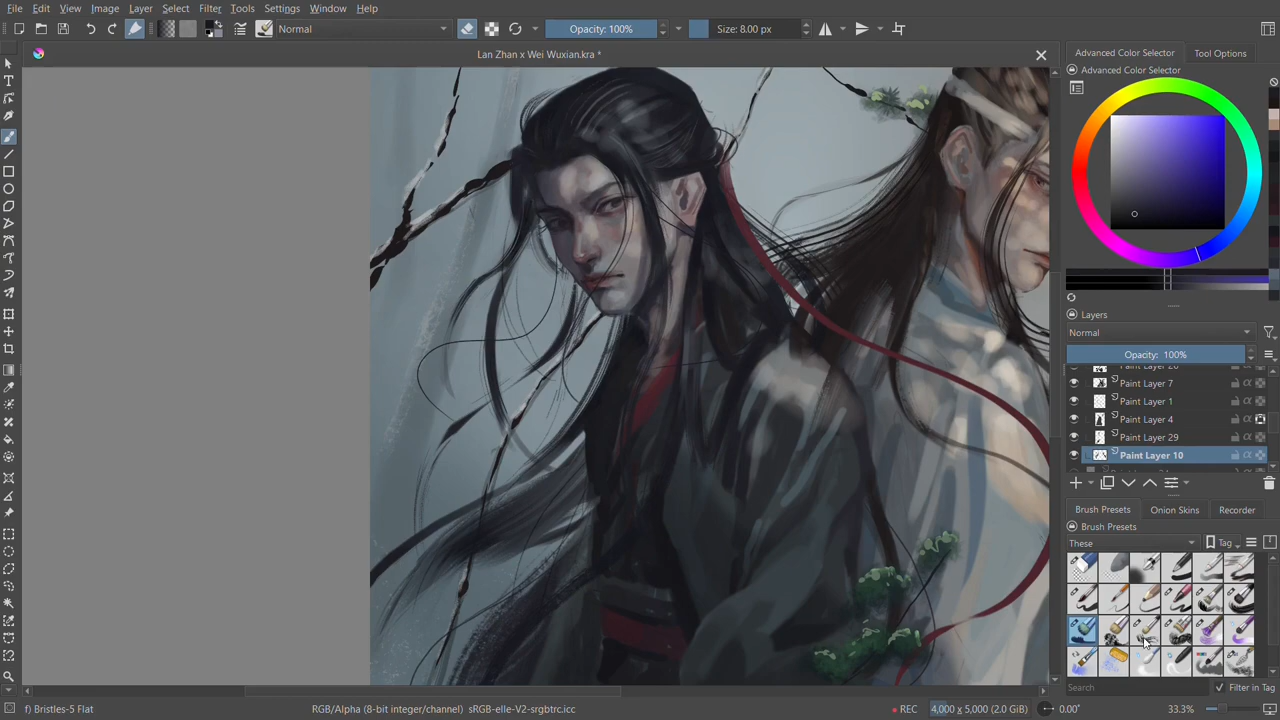 File Edit View Image Layer Select Filter Tools Settings Window Help
Normal Opacity: 100% Size: 8.00 px
Lan Zhan x Wei Wuxian.kra *
Advanced Color Selector Tool Options
Advanced Color Selector
Layers
Normal
Opacity: 100%
Paint Layer 7
Paint Layer 1
Paint Layer 4
Paint Layer 29
Paint Layer 10
Brush Presets Onion Skins Recorder
Brush Presets
These Tag
Search Filter in Tag
f) Bristles-5 Flat RGB/Alpha (8-bit integer/channel) sRGB-elle-V2-srgbtrc.icc REC 4,000 x 5,000 (2.0 GiB) 0.00° 33.3%